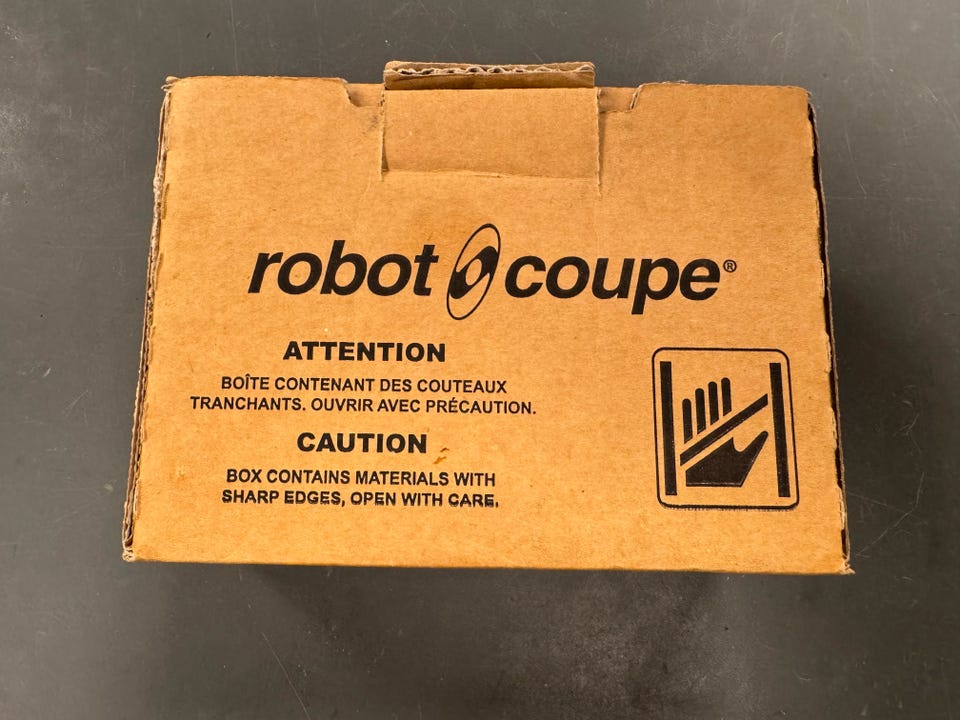 robot coupe®
ATTENTION
BOÎTE CONTENANT DES COUTEAUX
TRANCHANTS. OUVRIR AVEC PRÉCAUTION.
CAUTION
BOX CONTAINS MATERIALS WITH
SHARP EDGES, OPEN WITH CARE.